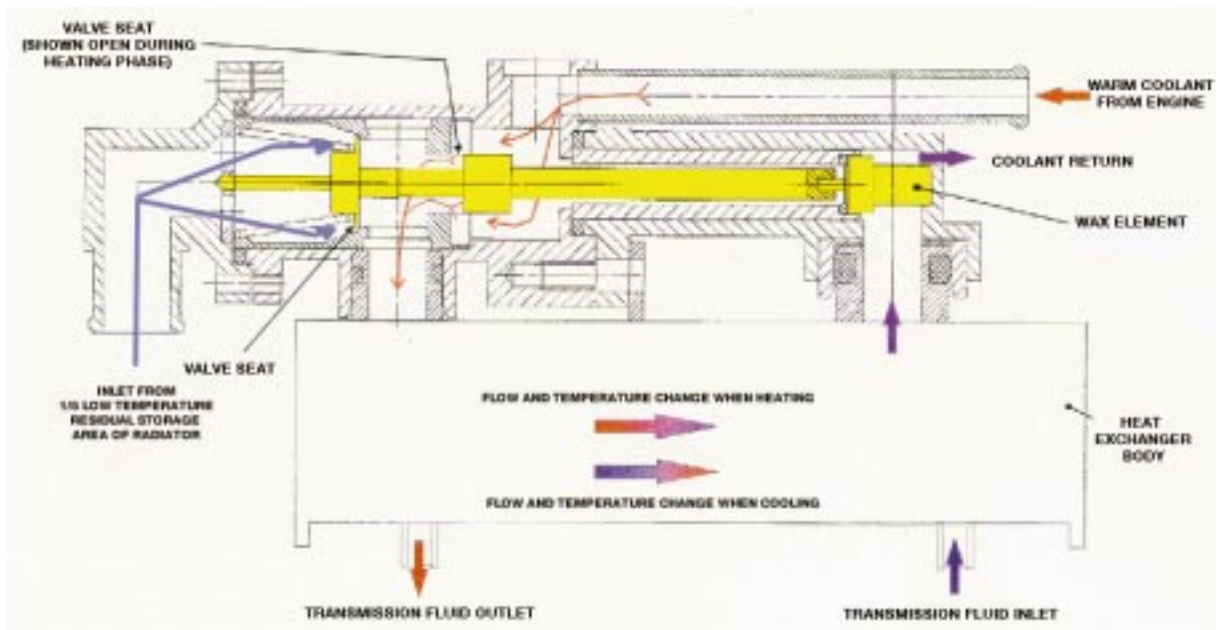 VALVE SEAT
(SHOWN OPEN DURING
HEATING PHASE)
WARM COOLANT
FROM ENGINE
COOLANT RETURN
WAX ELEMENT
VALVE SEAT
INLET FROM
1/5 LOW TEMPERATURE
RESIDUAL STORAGE
AREA OF RADIATOR
FLOW AND TEMPERATURE CHANGE WHEN HEATING
HEAT
EXCHANGER
BODY
FLOW AND TEMPERATURE CHANGE WHEN COOLING
TRANSMISSION FLUID OUTLET
TRANSMISSION FLUID INLET